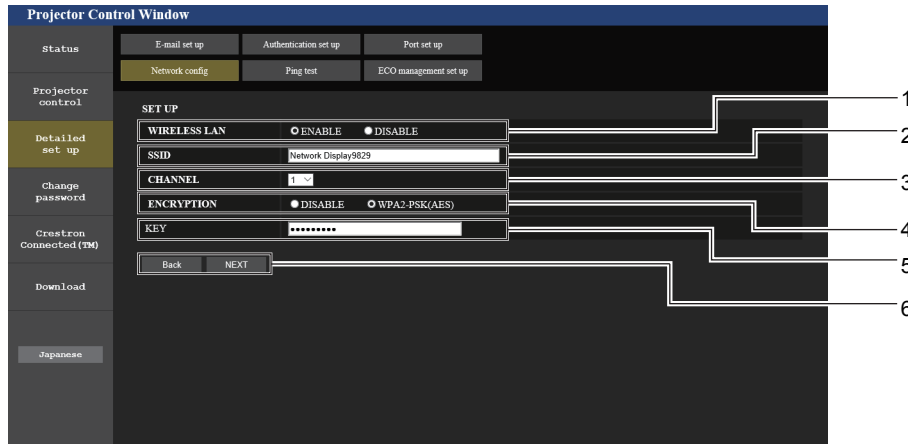 Projector Control Window
Status
E-mail set up
Authentication set up
Port set up
Network config
Ping test
ECO management set up
Projector
control
Detailed
set up
Change
password
Crestron
Connected(TM)
Download
Japanese
SET UP
WIRELESS LAN ENABLE DISABLE
SSID Network Display9829
CHANNEL 1
ENCRYPTION DISABLE WPA2-PSK(AES)
KEY •••••••••
Back NEXT
1
2
3
4
5
6